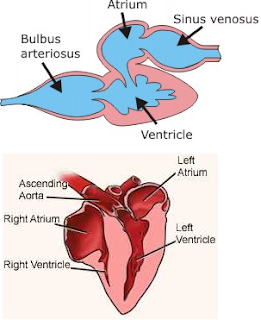 Atrium
Sinus venosus
Bulbus
arteriosus
Ventricle
Left
Atrium
Ascending
Aorta
Right Atrium
Left
Ventricle
Right Ventricle